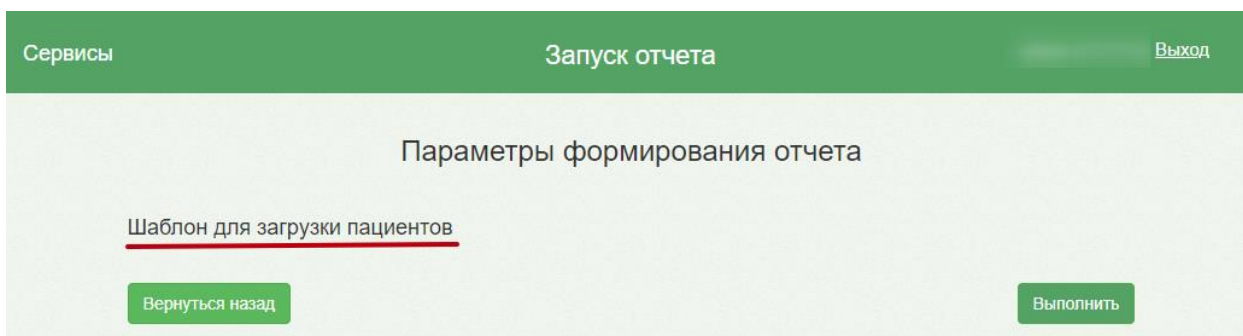 Сервисы
Запуск отчета
Выход
Параметры формирования отчета
Шаблон для загрузки пациентов
Вернуться назад
Выполнить